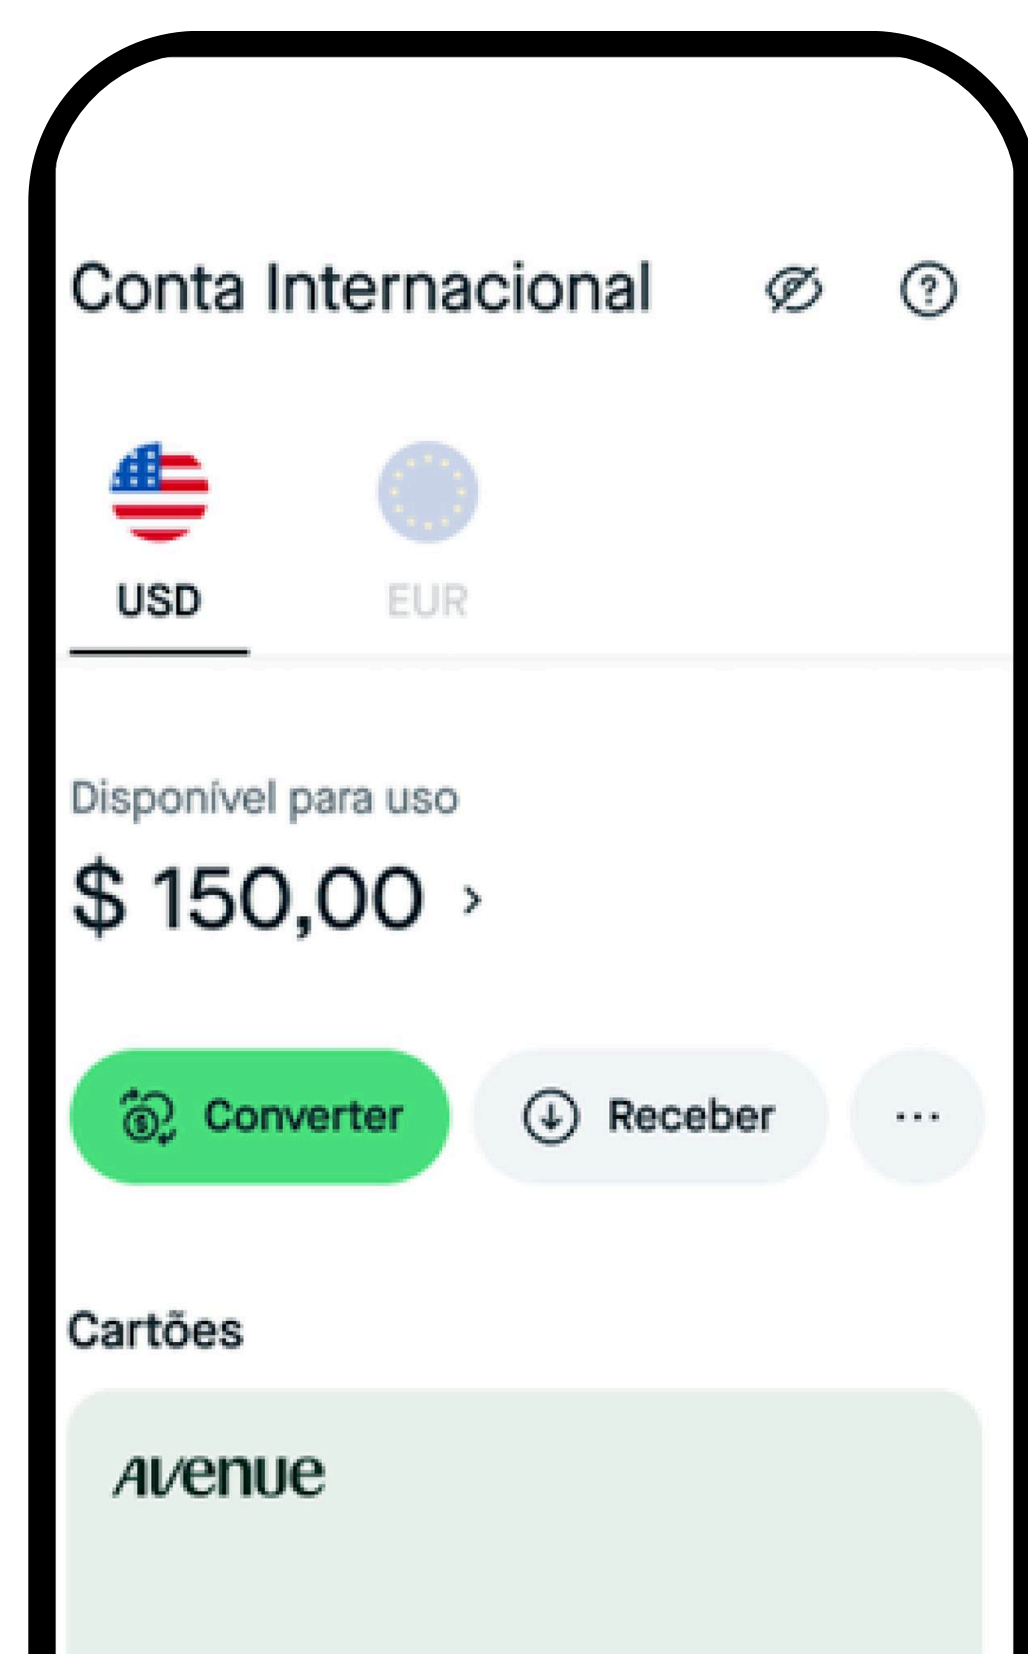 Conta Internacional
USD EUR
Disponível para uso
$ 150,00 >
Converter Receber ...
Cartões
Avenue